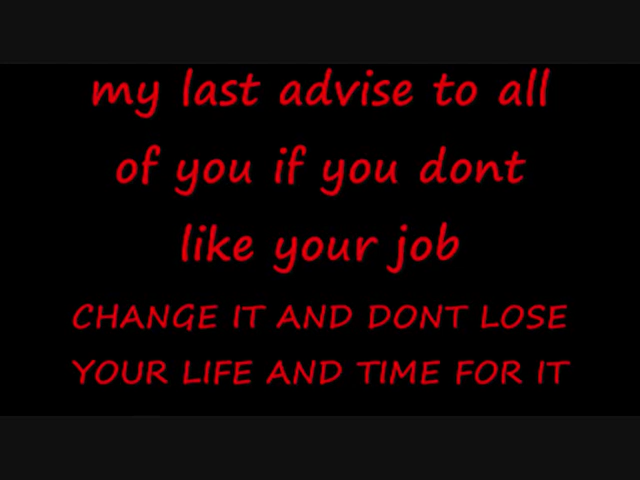 my last advise to all
of you if you dont
like your job
CHANGE IT AND DONT LOSE
YOUR LIFE AND TIME FOR IT